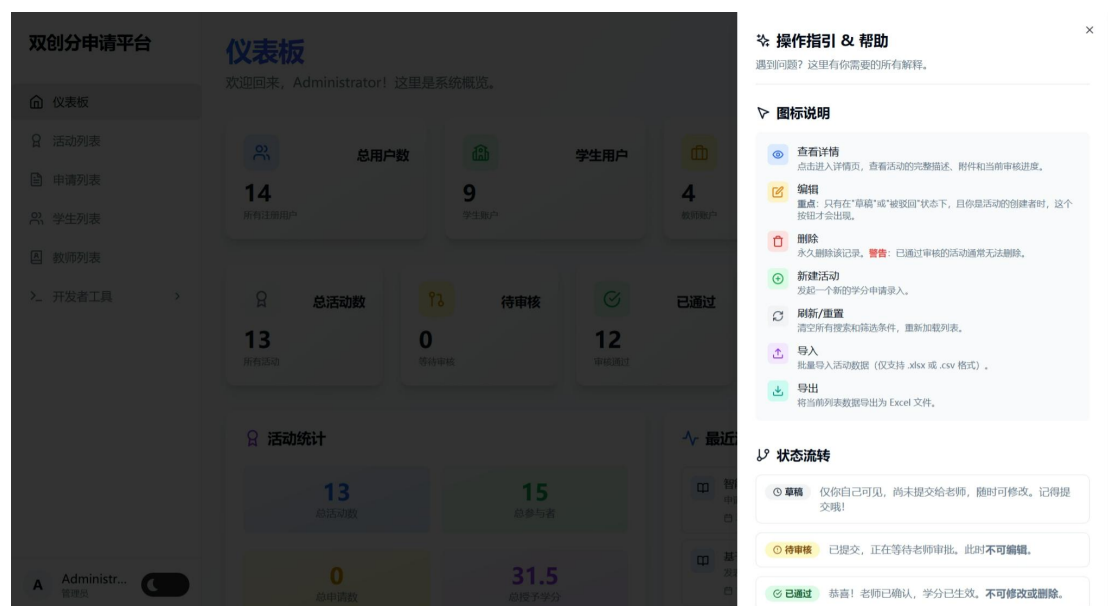 双创分申请平台
仪表板
活动列表
申请列表
学生列表
教师列表
开发者工具
A
Administr...
管理员
仪表板
欢迎回来，Administrator！这里是系统概览。
总用户数
14
所有注册用户
学生用户
9
学生账户
4
教师账户
总活动数
13
所有活动
待审核
0
等待审核
已通过
12
审核通过
活动统计
13
总活动数
15
总参与者
0
总申请数
31.5
总授予学分
操作指引 & 帮助
遇到问题？这里有你需要的所有解释。
图标说明
查看详情
点击进入详情页，查看活动的完整描述、附件和当前审核进度。
编辑
重点：只有在"草稿"或"被驳回"状态下，且你是活动的创建者时，这个
按钮才会出现。
删除
永久删除该记录。警告：已通过审核的活动通常无法删除。
新建活动
发起一个新的学分申请录入。
刷新/重置
清空所有搜索和筛选条件，重新加载列表。
导入
批量导入活动数据（仅支持 .xlsx 或 .csv 格式）。
导出
将当前列表数据导出为 Excel 文件。
状态流转
草稿
仅你自己可见，尚未提交给老师，随时可修改。记得提
交哦！
待审核
已提交，正在等待老师审批。此时不可编辑。
已通过
恭喜！老师已确认，学分已生效。不可修改或删除。